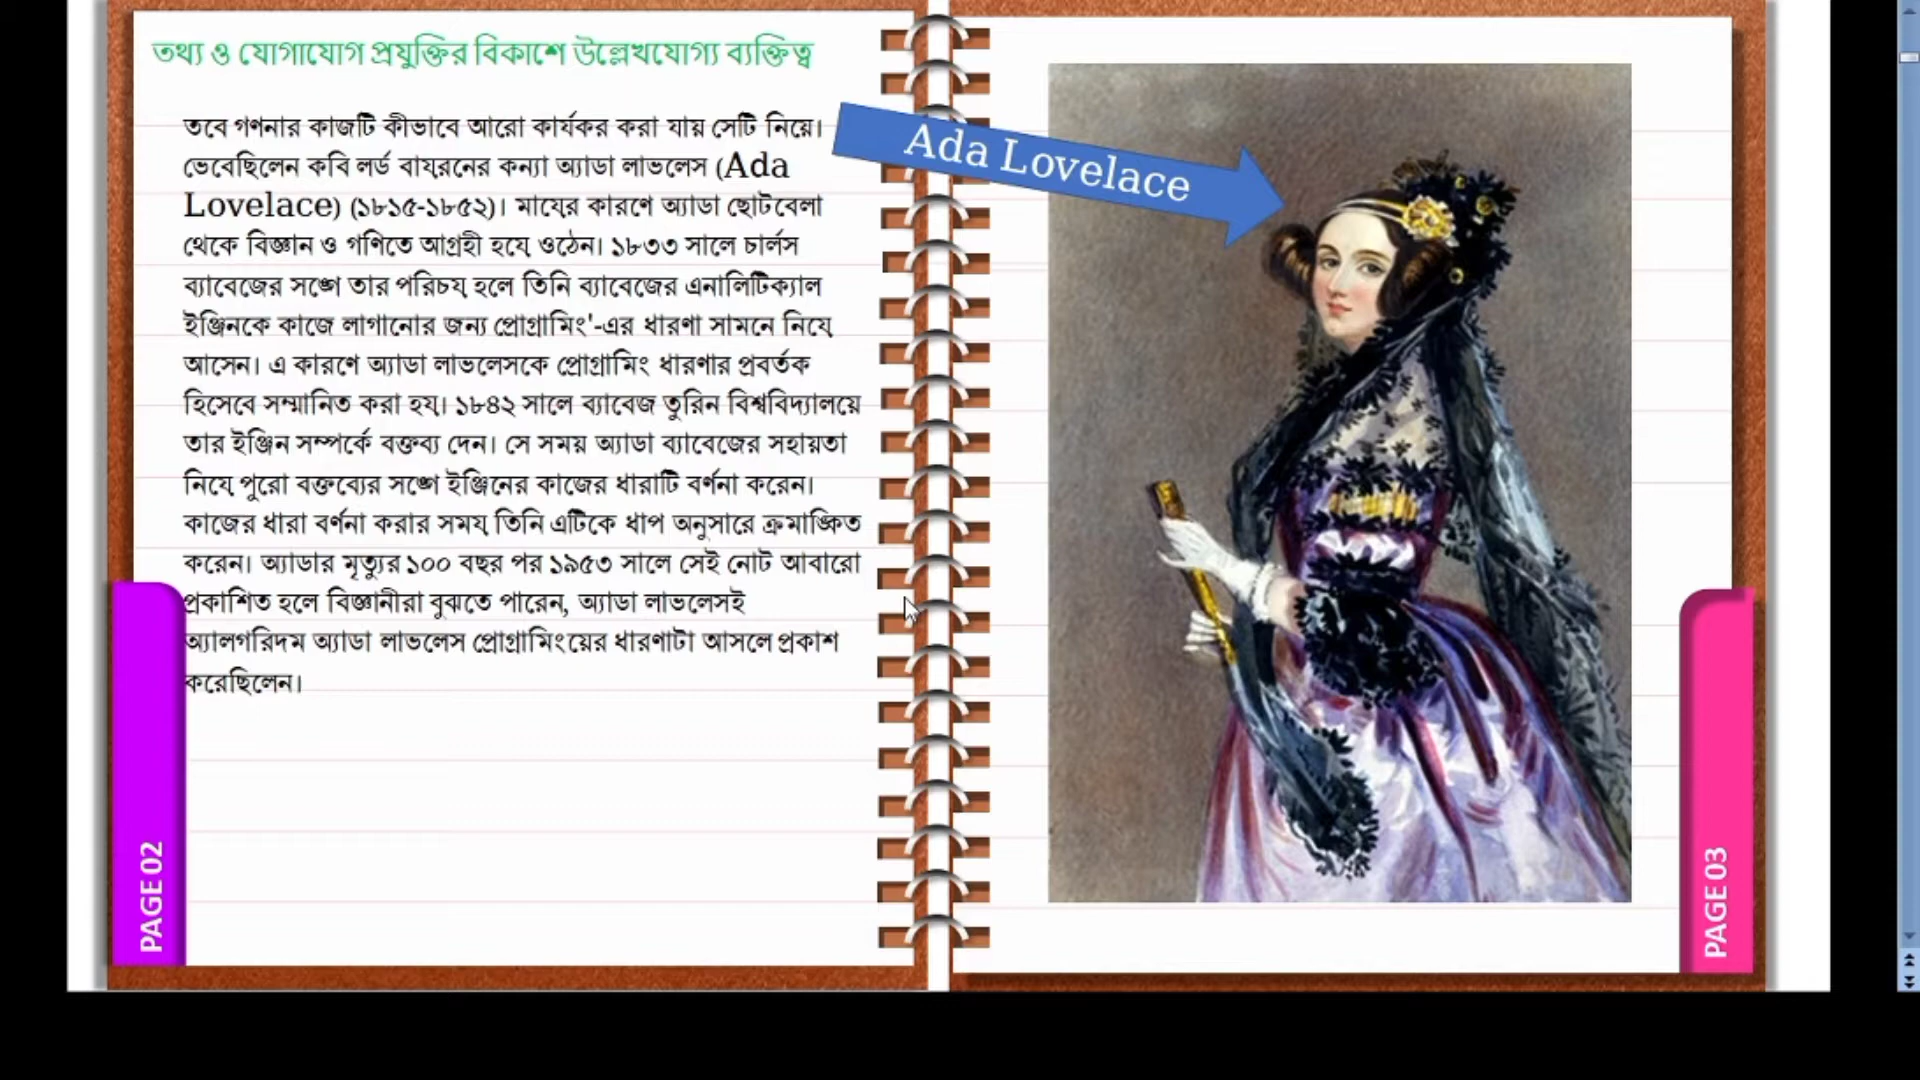 তথ্য ও যোগাযোগ প্রযুক্তির বিকাশে উল্লেখযোগ্য ব্যক্তিত্ব
তবে গণনার কাজটি কীভাবে আরো কার্যকর করা যায় সেটি নিয়ে।
ভেবেছিলেন কবি লর্ড বায়রনের কন্যা অ্যাডা লাভলেস (Ada
Lovelace) (১৮১৫-১৮৫২)। মায়ের কারণে অ্যাডা ছোটবেলা
থেকে বিজ্ঞান ও গণিতে আগ্রহী হয়ে ওঠেন। ১৮৩৩ সালে চার্লস
ব্যাবেজের সঙ্গে তার পরিচয় হলে তিনি ব্যাবেজের এনালিটিক্যাল
ইঞ্জিনকে কাজে লাগানোর জন্য প্রোগ্রামিং'-এর ধারণা সামনে নিয়ে
আসেন। এ কারণে অ্যাডা লাভলেসকে প্রোগ্রামিং ধারণার প্রবর্তক
হিসেবে সম্মানিত করা হয়। ১৮৪২ সালে ব্যাবেজ তুরিন বিশ্ববিদ্যালয়ে
তার ইঞ্জিন সম্পর্কে বক্তব্য দেন। সে সময় অ্যাডা ব্যাবেজের সহায়তা
নিয়ে পুরো বক্তব্যের সঙ্গে ইঞ্জিনের কাজের ধারাটি বর্ণনা করেন।
কাজের ধারা বর্ণনা করার সময় তিনি এটিকে ধাপ অনুসারে ক্রমাঙ্কিত
করেন। অ্যাডার মৃত্যুর ১০০ বছর পর ১৯৫৩ সালে সেই নোট আবারো
প্রকাশিত হলে বিজ্ঞানীরা বুঝতে পারেন, অ্যাডা লাভলেসই
অ্যালগরিদম অ্যাডা লাভলেস প্রোগ্রামিংয়ের ধারণাটা আসলে প্রকাশ
করেছিলেন।
PAGE 02
Ada Lovelace
PAGE 03